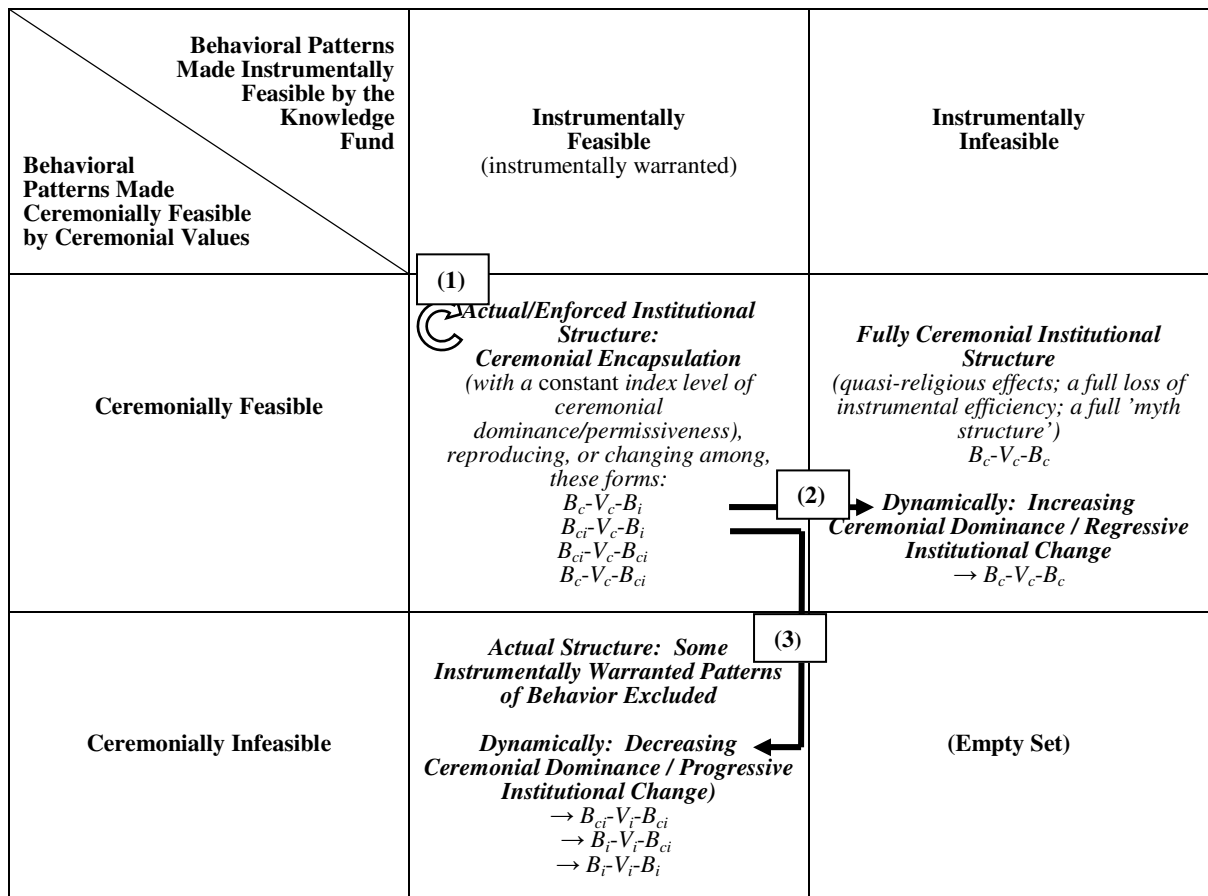 Behavioral Patterns
Made Instrumentally
Feasible by the
Knowledge
Fund
Behavioral
Patterns Made
Ceremonially Feasible
by Ceremonial Values
Instrumentally
Feasible
(instrumentally warranted)
Instrumentally
Infeasible
Ceremonially Feasible
(1)
Actual/Enforced Institutional
Structure:
Ceremonial Encapsulation
(with a constant index level of
ceremonial
dominance/permissiveness),
reproducing, or changing among,
these forms:
Bc-Vc-Bi
Bci-Vc-Bi
Bci-Vc-Bci
Bc-Vc-Bci
(2)
Fully Ceremonial Institutional
Structure
(quasi-religious effects; a full loss of
instrumental efficiency; a full 'myth
structure')
Bc-Vc-Bc
Dynamically: Increasing
Ceremonial Dominance / Regressive
Institutional Change
→ Bc-Vc-Bc
Ceremonially Infeasible
(3)
Actual Structure: Some
Instrumentally Warranted Patterns
of Behavior Excluded
Dynamically: Decreasing
Ceremonial Dominance / Progressive
Institutional Change)
→ Bci-Vi-Bci
→ Bi-Vi-Bci
→ Bi-Vi-Bi
(Empty Set)